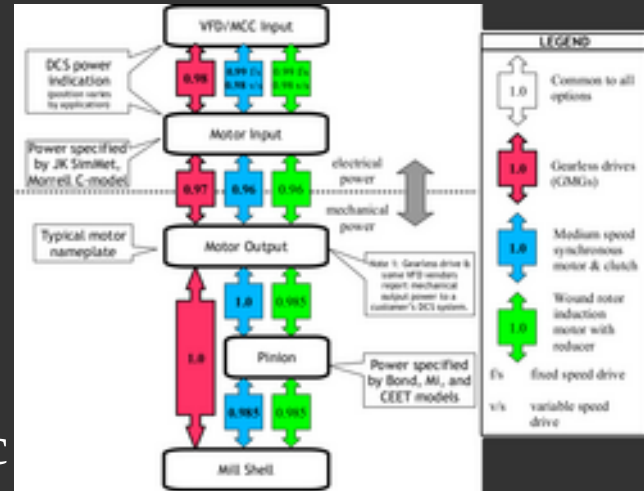 VFD/MCC Input
DCS power
indication
(position varies
by application)
0.98
0.99 f/s
0.98 v/s
0.99 f/s
0.98 v/s
Motor Input
Power specified
by JK SimMet,
Morrell C-model
0.97
0.96
0.96
electrical
power
mechanical
power
Typical motor
nameplate
Motor Output
Note 1: Gearless drive &
some VFD vendors
report mechanical
output power to a
customer's DCS system.
1.0
1.0
0.985
Pinion
Power specified
by Bond, Mi, and
CEET models
0.985
0.985
Mill Shell
LEGEND
1.0
Common to all
options
1.0
Gearless drives
(GMGs)
1.0
Medium speed
synchronous
motor & clutch
1.0
Wound rotor
induction
motor with
reducer
f/s fixed speed drive
v/s variable speed
drive
c